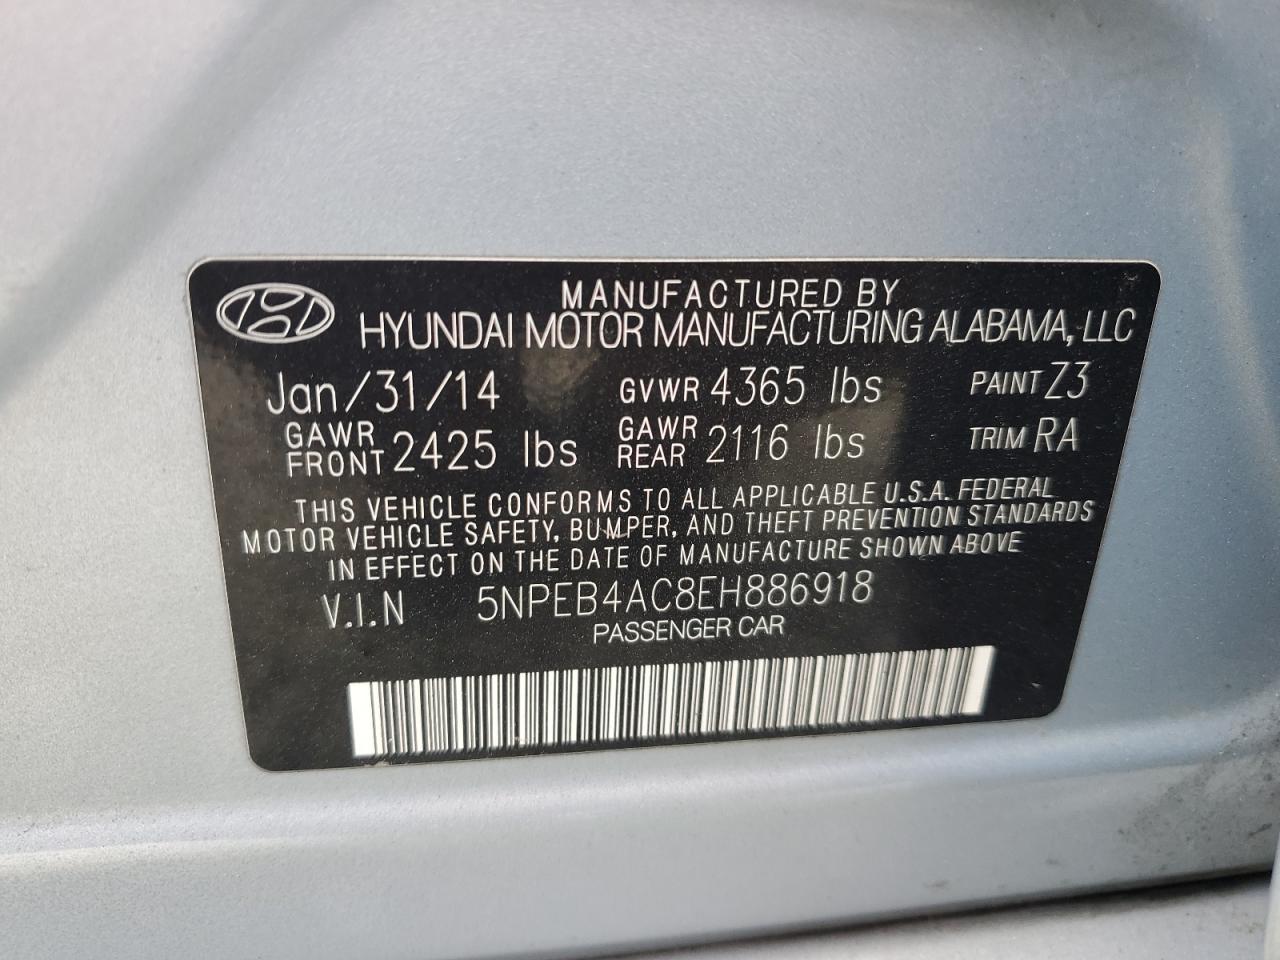 MANUFACTURED BY
HYUNDAI MOTOR MANUFACTURING ALABAMA, LLC
Jan/31/14 GVWR 4365 lbs PAINT Z3
GAWR FRONT 2425 lbs GAWR REAR 2116 lbs TRIM RA
THIS VEHICLE CONFORMS TO ALL APPLICABLE U.S.A. FEDERAL
MOTOR VEHICLE SAFETY, BUMPER, AND THEFT PREVENTION STANDARDS
IN EFFECT ON THE DATE OF MANUFACTURE SHOWN ABOVE
V.I.N 5NPEB4AC8EH886918
PASSENGER CAR